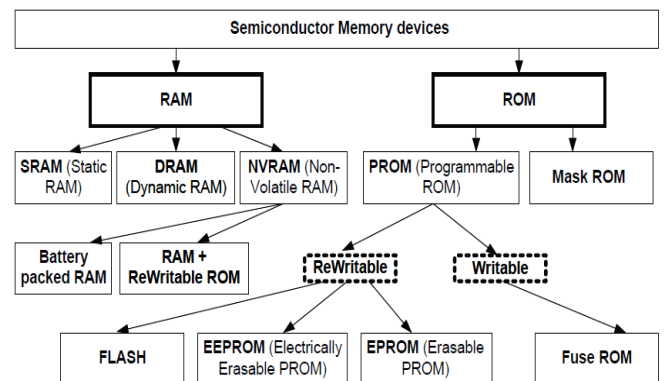 Semiconductor Memory devices
RAM
ROM
SRAM (Static
RAM)
DRAM
(Dynamic RAM)
NVRAM (Non-
Volatile RAM)
PROM (Programmable
ROM)
Mask ROM
Battery
packed RAM
RAM +
ReWritable ROM
ReWritable
Writable
FLASH
EEPROM (Electrically
Erasable PROM)
EPROM (Erasable
PROM)
Fuse ROM